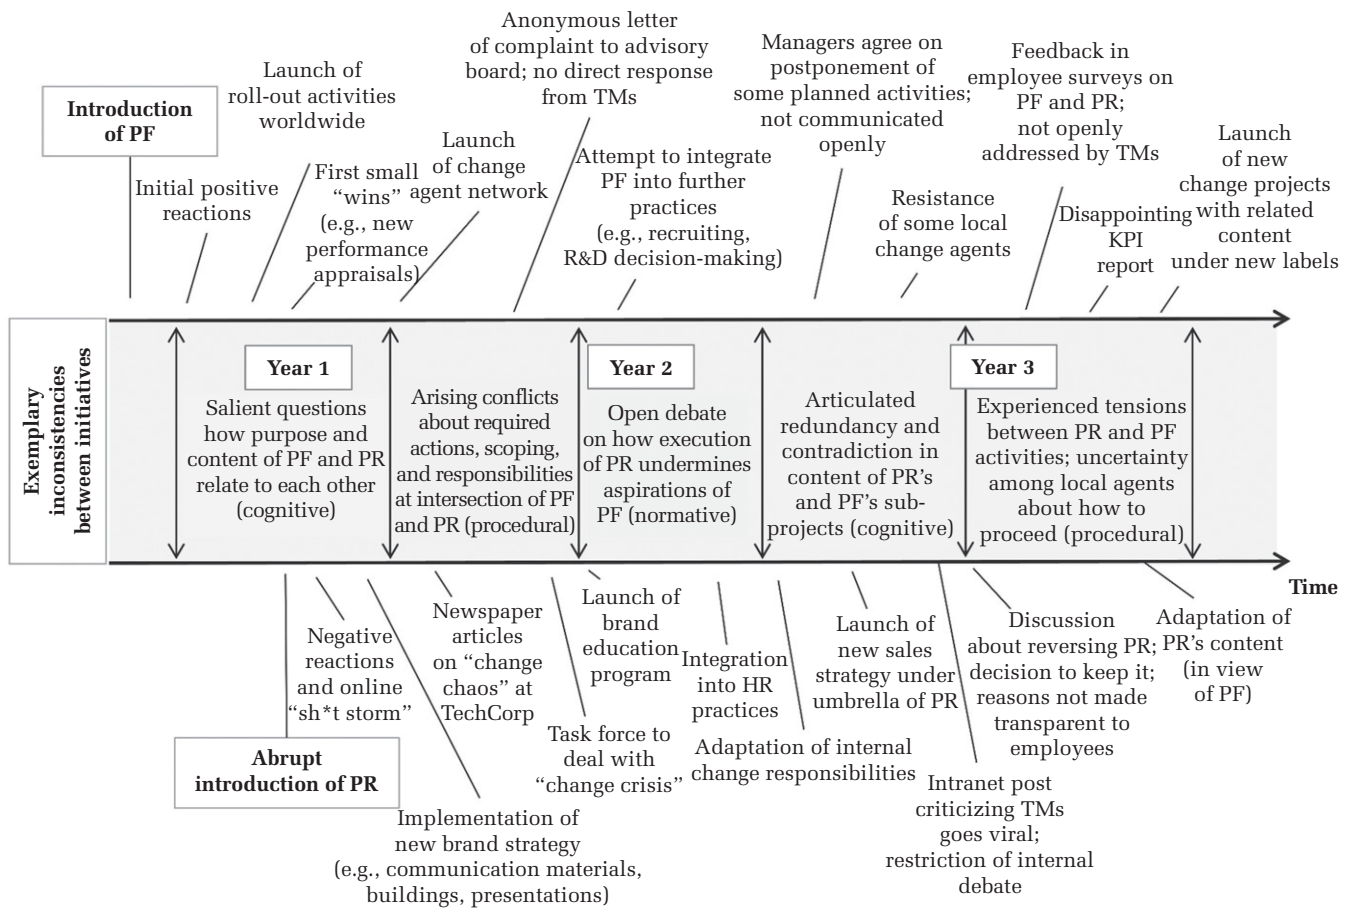 Introduction
of PF
Initial positive
reactions
Launch of
roll-out activities
worldwide
First small
“wins”
(e.g., new
performance
appraisals)
Launch
of change
agent network
Anonymous letter
of complaint to advisory
board; no direct response
from TMs
Attempt to integrate
PF into further
practices
(e.g., recruiting,
R&D decision-making)
Managers agree on
postponement of
some planned activities;
not communicated
openly
Resistance
of some local
change agents
Feedback in
employee surveys on
PF and PR;
not openly
addressed by TMs
Disappointing
KPI
report
Launch
of new
change projects
with related
content
under new labels
Exemplary
inconsistencies
between initiatives
Year 1
Salient questions
how purpose and
content of PF and PR
relate to each other
(cognitive)
Arising conflicts
about required
actions, scoping,
and responsibilities
at intersection of PF
and PR (procedural)
Year 2
Open debate
on how execution
of PR undermines
aspirations of
PF (normative)
Articulated
redundancy and
contradiction in
content of PR’s
and PF’s sub-
projects (cognitive)
Year 3
Experienced tensions
between PR and PF
activities; uncertainty
among local agents
about how to
proceed (procedural)
Time
Abrupt
introduction of PR
Negative
reactions
and online
“sh*t storm”
Implementation of
new brand strategy
(e.g., communication materials,
buildings, presentations)
Newspaper
articles
on “change
chaos” at
TechCorp
Task force to
deal with
“change crisis”
Launch of
brand
education
program
Integration
into HR
practices
Adaptation of internal
change responsibilities
Launch of
new sales
strategy under
umbrella of PR
Intranet post
criticizing TMs
goes viral;
restriction of internal
debate
Discussion
about reversing PR;
decision to keep it;
reasons not made
transparent to
employees
Adaptation of
PR’s content
(in view
of PF)